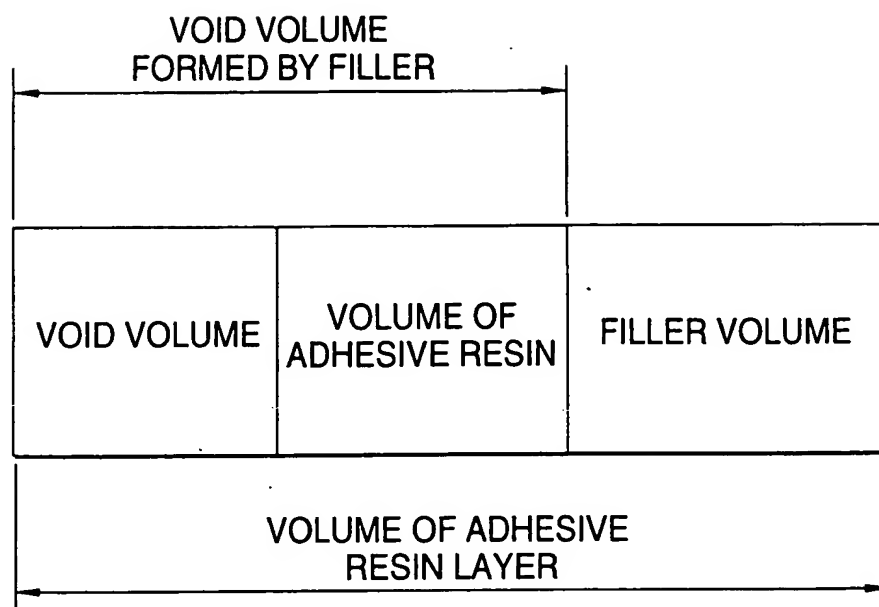 VOID VOLUME
FORMED BY FILLER
VOID VOLUME
VOLUME OF
ADHESIVE RESIN
FILLER VOLUME
VOLUME OF ADHESIVE
RESIN LAYER